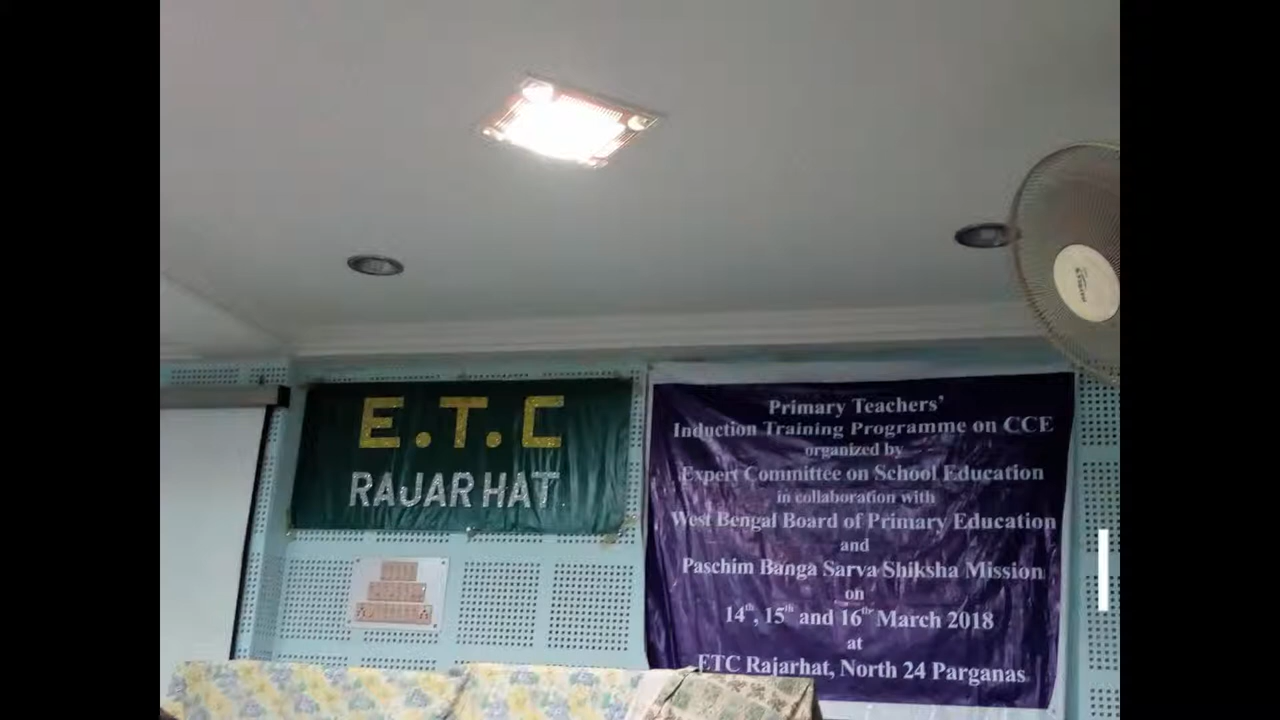 E.T.C
RAJARHAT
Primary Teachers'
Induction Training Programme on CCE
organized by
Expert Committee on School Education
in collaboration with
West Bengal Board of Primary Education
and
Paschim Banga Sarva Shiksha Mission
on
14th, 15th and 16th March 2018
at
ETC Rajarhat, North 24 Parganas